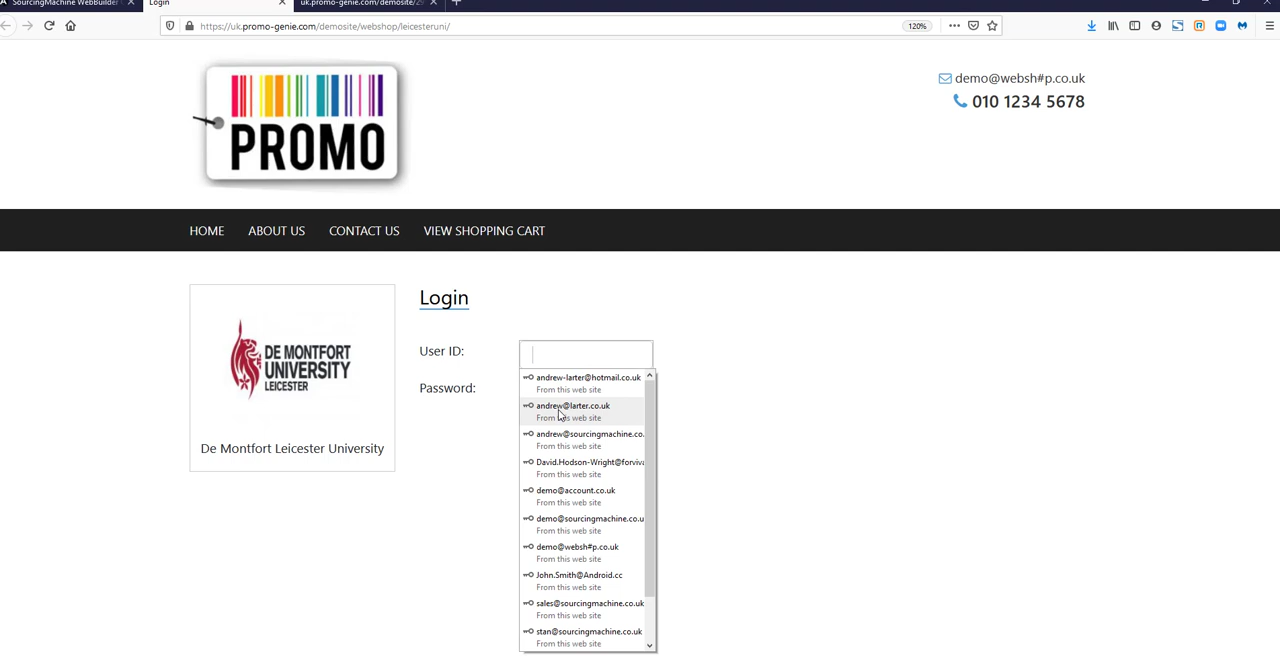 SourcingMachine WebBuilder
Login
uk.promo-genie.com/demosite/2
https://uk.promo-genie.com/demosite/webshop/leicesteruni/
120%
PROMO
demo@websh#p.co.uk
010 1234 5678
HOME
ABOUT US
CONTACT US
VIEW SHOPPING CART
DE MONTFORT
UNIVERSITY
LEICESTER
De Montfort Leicester University
Login
User ID:
Password:
andrew-larter@hotmail.co.uk
From this web site
andrew@larter.co.uk
From this web site
andrew@sourcingmachine.co.
From this web site
David.Hodson-Wright@forviva
From this web site
demo@account.co.uk
From this web site
demo@sourcingmachine.co.u
From this web site
demo@websh#p.co.uk
From this web site
John.Smith@Android.cc
From this web site
sales@sourcingmachine.co.uk
From this web site
stan@sourcingmachine.co.uk
From this web site